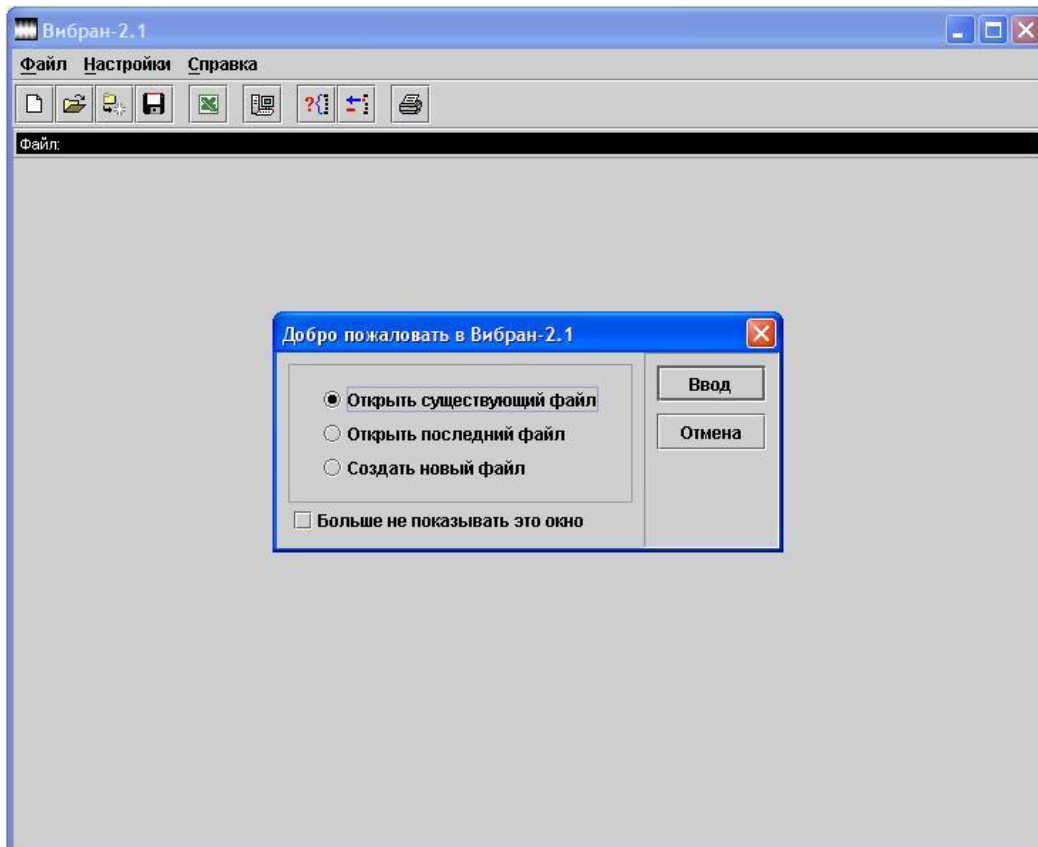 Вибран-2.1
Файл Настройки Справка
?{
Файл:
Добро пожаловать в Вибран-2.1
Открыть существующий файл
Открыть последний файл
Создать новый файл
Больше не показывать это окно
Ввод
Отмена